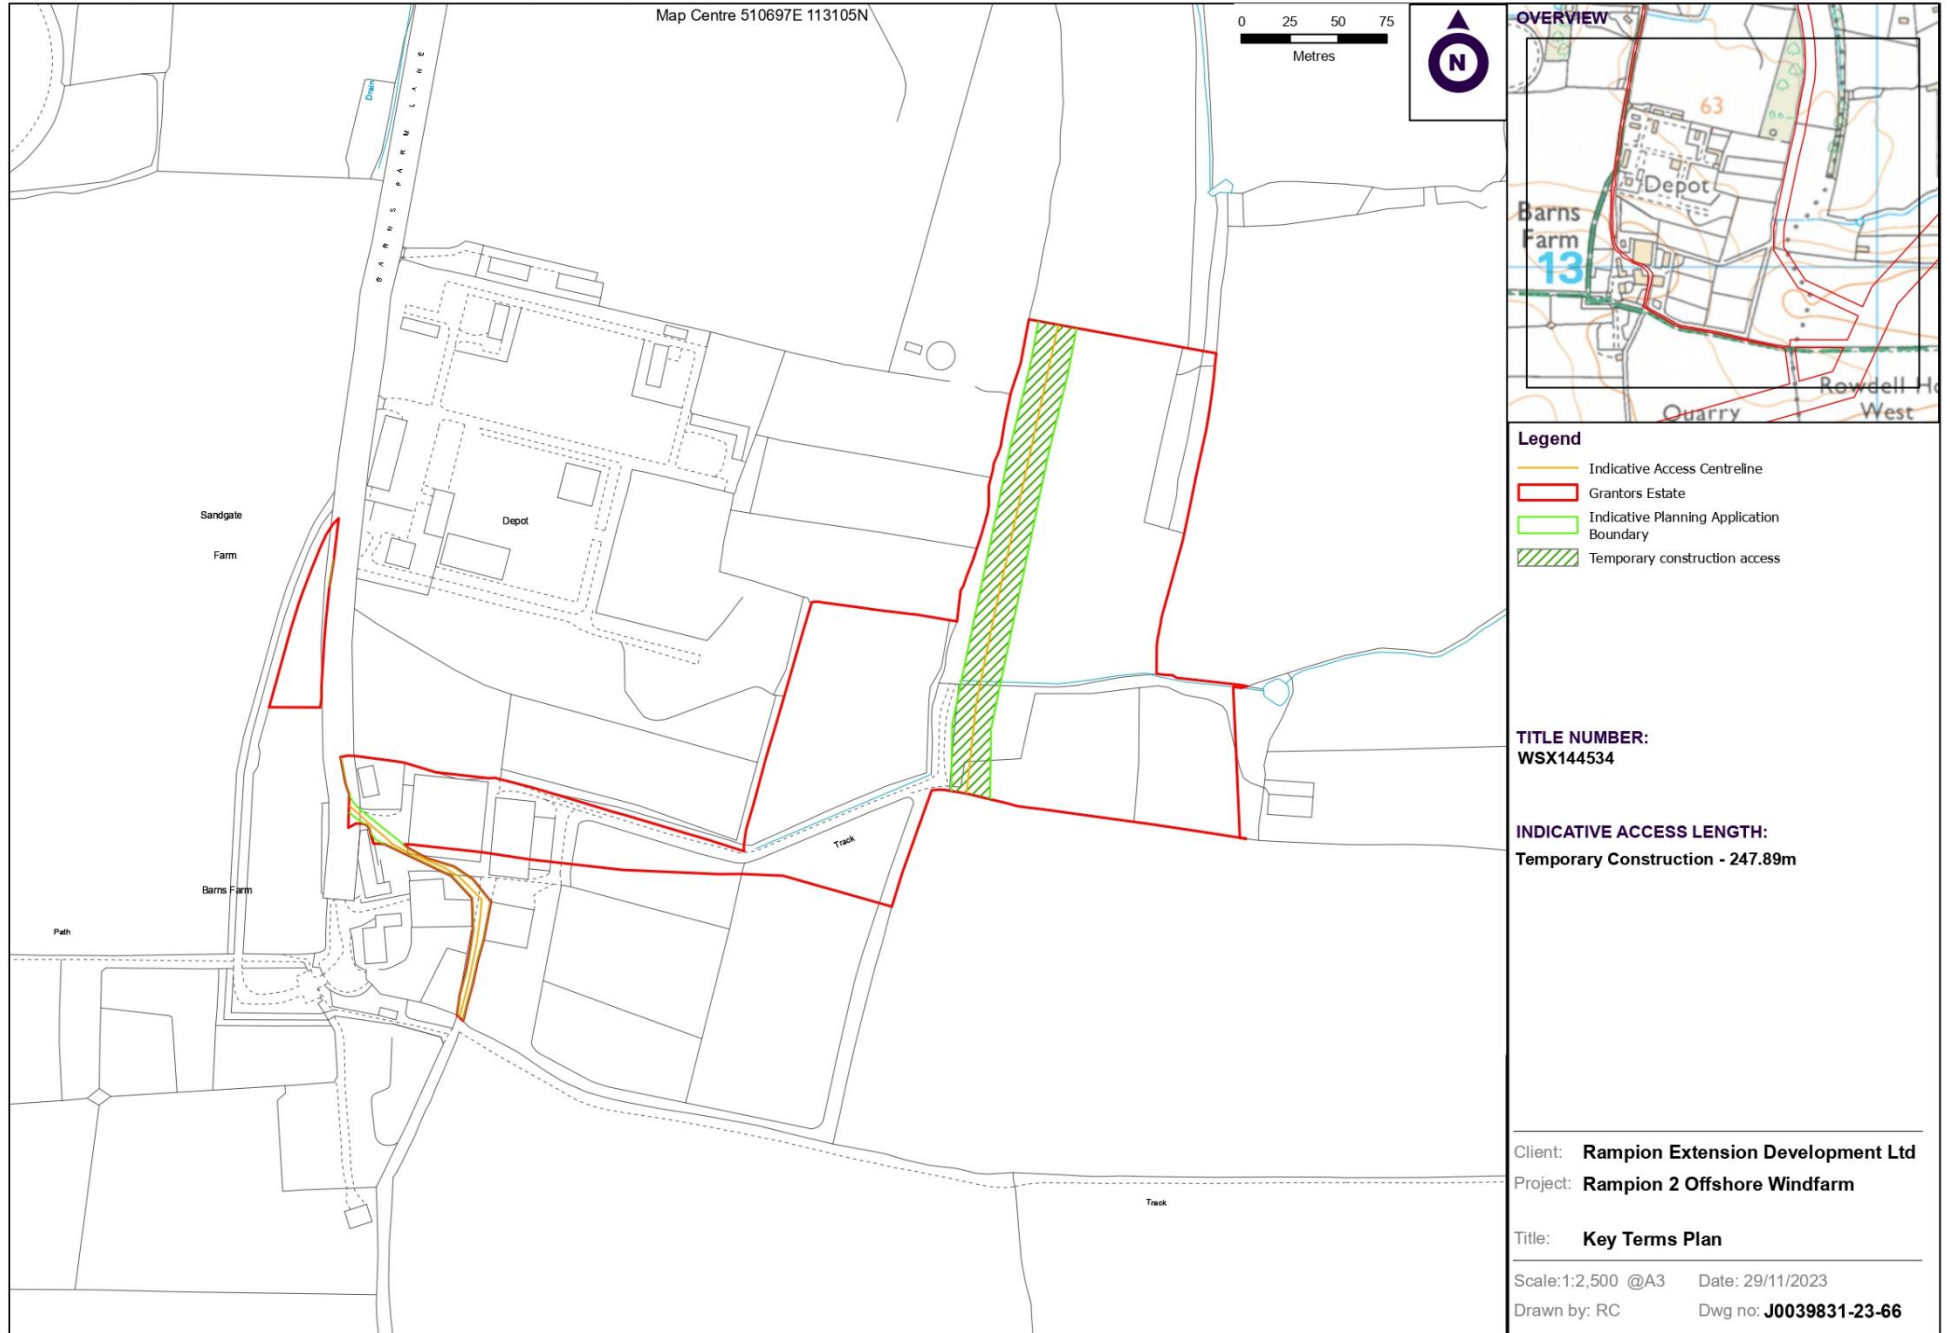 Map Centre 510697E 113105N
0 25 50 75
Metres
N
Drain
BARNS FARM LANE
Sandgate
Farm
Depot
Track
Barns Farm
Path
Track
OVERVIEW
63
Depot
Barns
Farm
13
Rowdell Ho
West
Quarry
Legend
Indicative Access Centreline
Grantors Estate
Indicative Planning Application
Boundary
Temporary construction access
TITLE NUMBER:
WSX144534
INDICATIVE ACCESS LENGTH:
Temporary Construction - 247.89m
Client: Rampion Extension Development Ltd
Project: Rampion 2 Offshore Windfarm
Title: Key Terms Plan
Scale:1:2,500 @A3 Date: 29/11/2023
Drawn by: RC Dwg no: J0039831-23-66